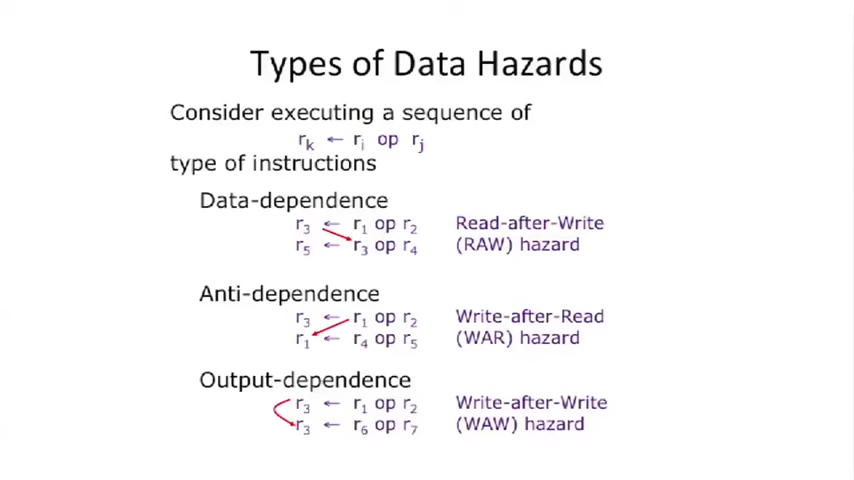 Types of Data Hazards
Consider executing a sequence of
rₖ ← rᵢ op rⱼ
type of instructions
Data-dependence
r₃ ← r₁ op r₂ Read-after-Write
r₅ ← r₃ op r₄ (RAW) hazard
Anti-dependence
r₃ ← r₁ op r₂ Write-after-Read
r₁ ← r₄ op r₅ (WAR) hazard
Output-dependence
r₃ ← r₁ op r₂ Write-after-Write
r₃ ← r₆ op r₇ (WAW) hazard